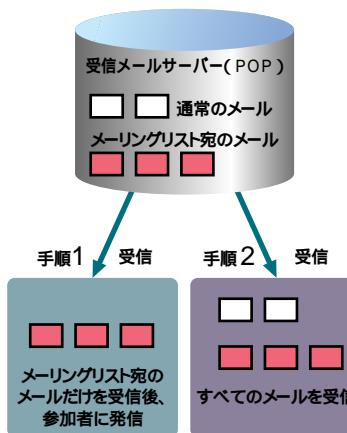 受信メールサーバー(POP)
通常のメール
メーリングリスト宛のメール
手順1 受信
手順2 受信
メーリングリスト宛の
メールだけを受信後、
参加者に発信
すべてのメールを受信